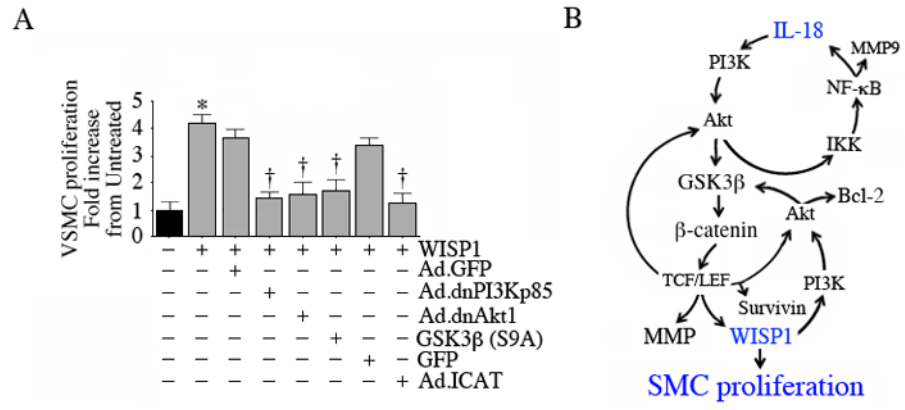 A
VSMC proliferation
Fold increase
from Untreated
5
4
3
2
1
0
*
†
†
†
†
− + + + + + + + WISP1
− − + − − − − − Ad.GFP
− − − + − − − − Ad.dnPI3Kp85
− − − − + − − − Ad.dnAkt1
− − − − − + − − GSK3β (S9A)
− − − − − − + − GFP
− − − − − − − + Ad.ICAT
B
IL-18
MMP9
PI3K
NF-κB
Akt
IKK
GSK3β
Bcl-2
Akt
β-catenin
TCF/LEF
PI3K
Survivin
MMP
WISP1
SMC proliferation